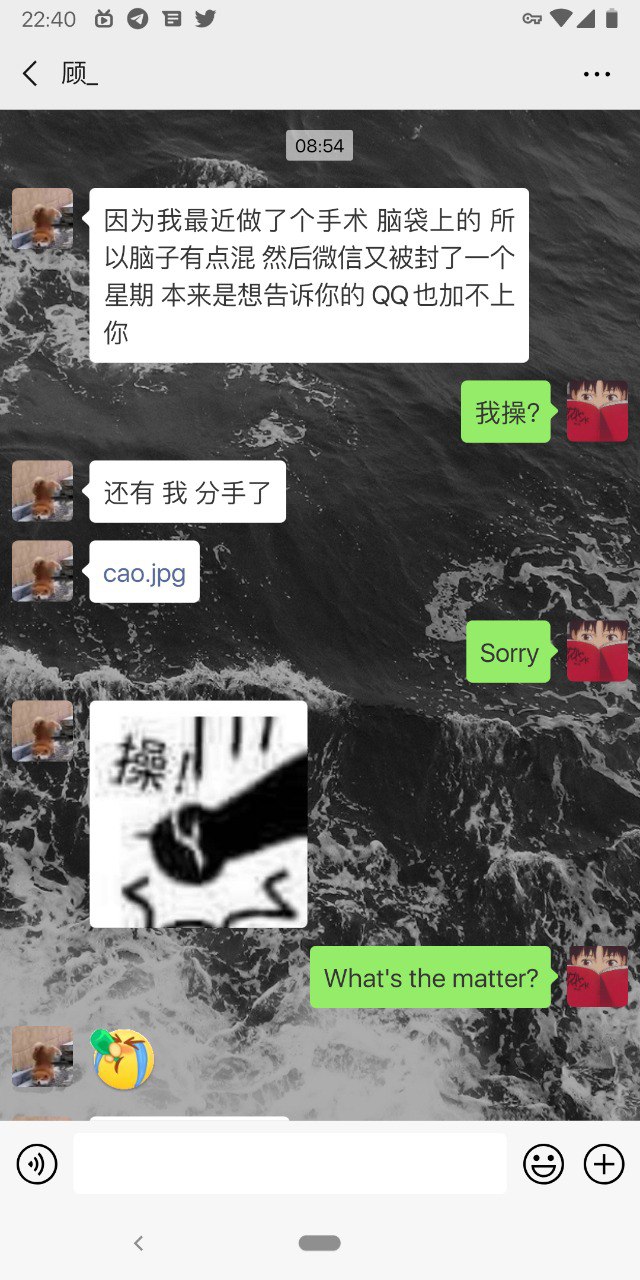 22:40
顾_
08:54
因为我最近做了个手术 脑袋上的 所
以脑子有点混 然后微信又被封了一个
星期 本来是想告诉你的 QQ也加不上
你
我操?
还有 我 分手了
cao.jpg
Sorry
操!
What's the matter?